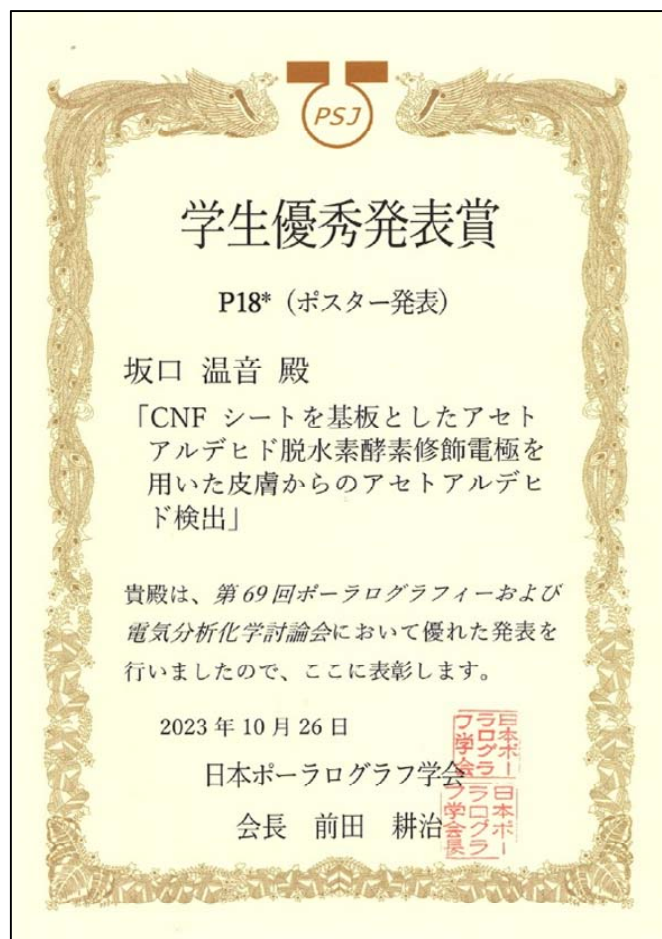 PSJ
学生優秀発表賞
P18*（ポスター発表）
坂口 温音 殿
「CNF シートを基板としたアセト
アルデヒド脱水素酵素修飾電極を
用いた皮膚からのアセトアルデヒ
ド検出」
貴殿は、第69回ポーラログラフィーおよび
電気分析化学討論会において優れた発表を
行いましたので、ここに表彰します。
2023年10月26日
日本ポーラログラフ学会
会長 前田 耕治
日本ポー
ラログラ
フ学会
日本ポー
ラログラ
フ学会長